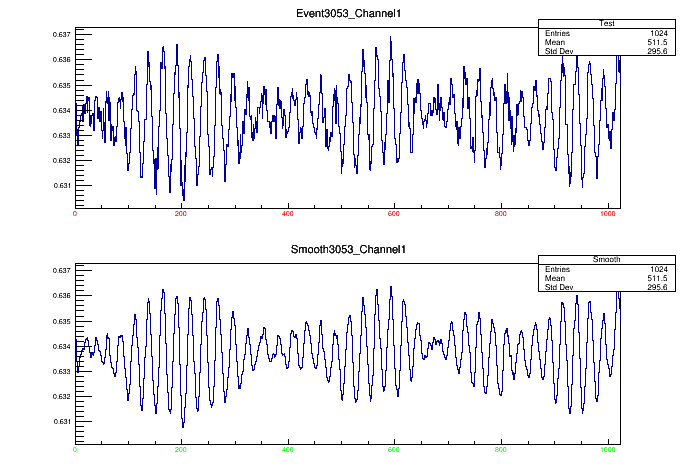 Event3053_Channel1
Test
Entries 1024
Mean 511.5
Std Dev 295.6
0.637
0.636
0.635
0.634
0.633
0.632
0.631
0 200 400 600 800 1000
Smooth3053_Channel1
Smooth
Entries 1024
Mean 511.5
Std Dev 295.6
0.637
0.636
0.635
0.634
0.633
0.632
0.631
0 200 400 600 800 1000